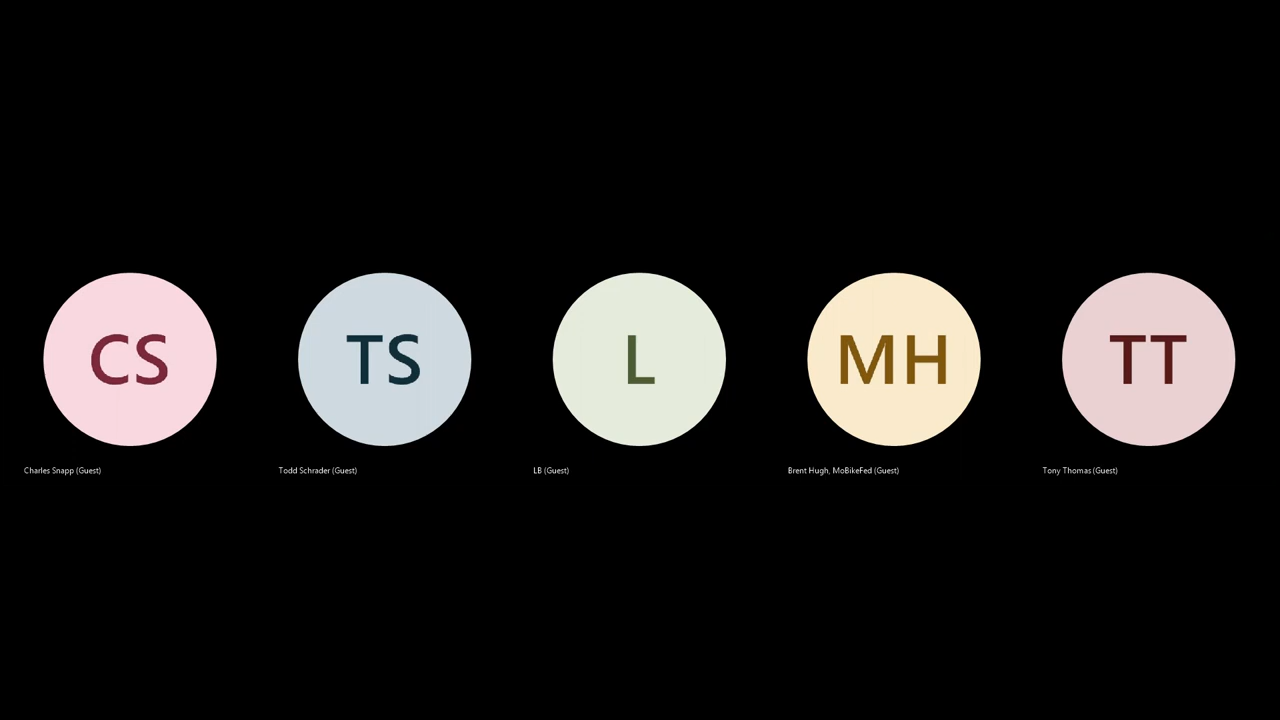 CS
TS
L
MH
TT
Charles Snapp (Guest)
Todd Schrader (Guest)
LB (Guest)
Brent Hugh, MoBikeFed (Guest)
Tony Thomas (Guest)